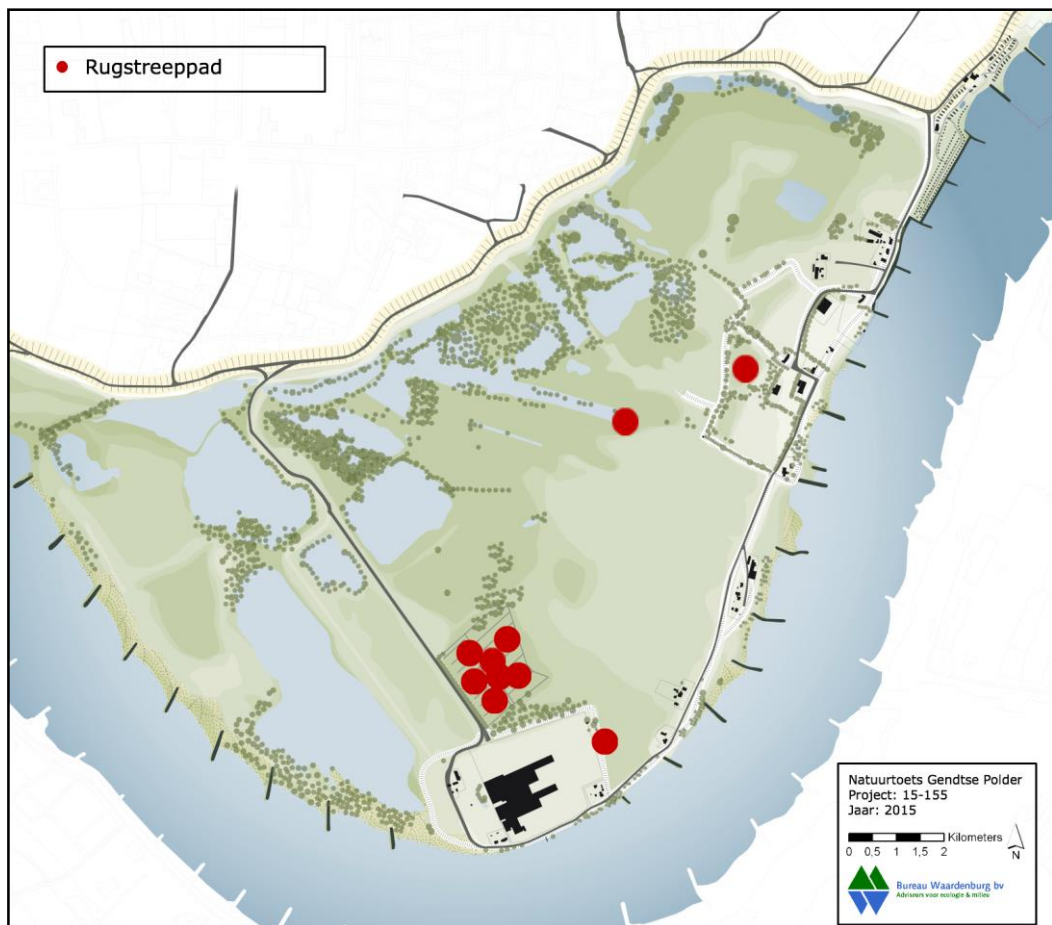 Rugstreeppad
Natuurtoets Gendtse Polder
Project: 15-155
Jaar: 2015
Kilometers
0 0,5 1 1,5 2
N
Bureau Waardenburg bv
Adviseurs voor ecologie & milieu